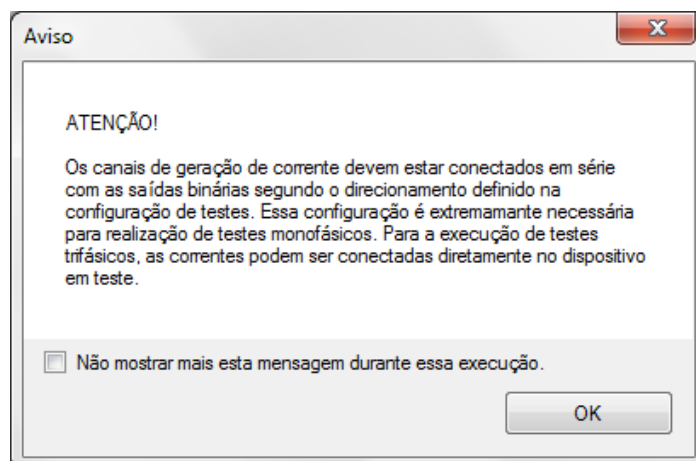 Aviso
ATENÇÃO!
Os canais de geração de corrente devem estar conectados em série
com as saídas binárias segundo o direcionamento definido na
configuração de testes. Essa configuração é extremamante necessária
para realização de testes monofásicos. Para a execução de testes
trifásicos, as correntes podem ser conectadas diretamente no dispositivo
em teste.
Não mostrar mais esta mensagem durante essa execução.
OK